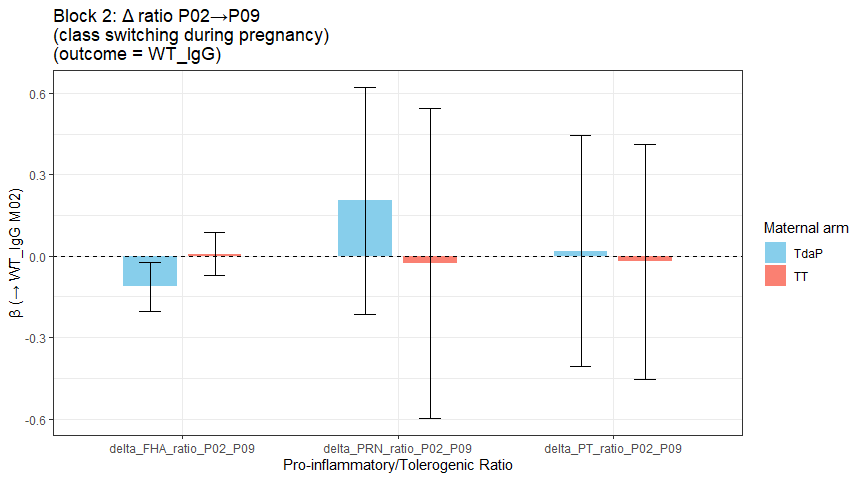 Block 2: Δ ratio P02→P09
(class switching during pregnancy)
(outcome = WT_IgG)
β (→ WT_IgG M02)
0.6
0.3
0.0
-0.3
-0.6
delta_FHA_ratio_P02_P09
delta_PRN_ratio_P02_P09
delta_PT_ratio_P02_P09
Pro-inflammatory/Tolerogenic Ratio
Maternal arm
TdaP
TT